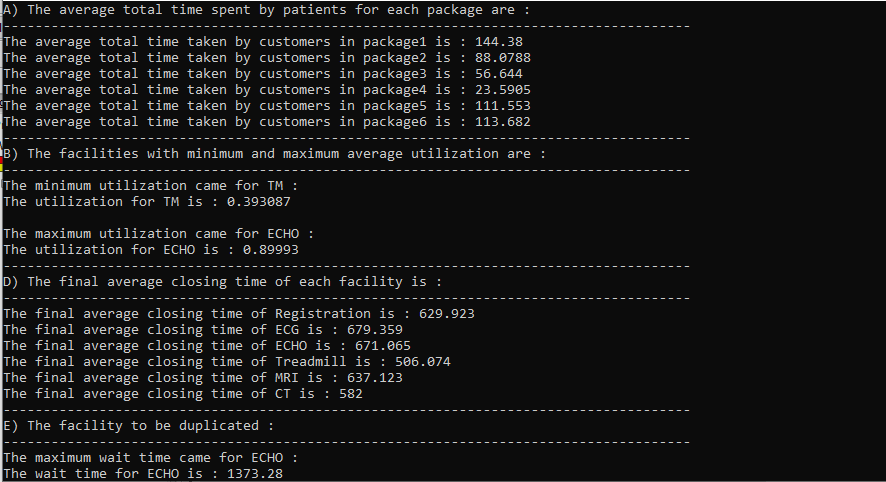 A) The average total time spent by patients for each package are :
--------------------------------------------------------------------------------------
The average total time taken by customers in package1 is : 144.38
The average total time taken by customers in package2 is : 88.0788
The average total time taken by customers in package3 is : 56.644
The average total time taken by customers in package4 is : 23.5905
The average total time taken by customers in package5 is : 111.553
The average total time taken by customers in package6 is : 113.682
--------------------------------------------------------------------------------------
B) The facilities with minimum and maximum average utilization are :
--------------------------------------------------------------------------------------
The minimum utilization came for TM :
The utilization for TM is : 0.393087
The maximum utilization came for ECHO :
The utilization for ECHO is : 0.89993
--------------------------------------------------------------------------------------
D) The final average closing time of each facility is :
--------------------------------------------------------------------------------------
The final average closing time of Registration is : 629.923
The final average closing time of ECG is : 679.359
The final average closing time of ECHO is : 671.065
The final average closing time of Treadmill is : 506.074
The final average closing time of MRI is : 637.123
The final average closing time of CT is : 582
--------------------------------------------------------------------------------------
E) The facility to be duplicated :
--------------------------------------------------------------------------------------
The maximum wait time came for ECHO :
The wait time for ECHO is : 1373.28